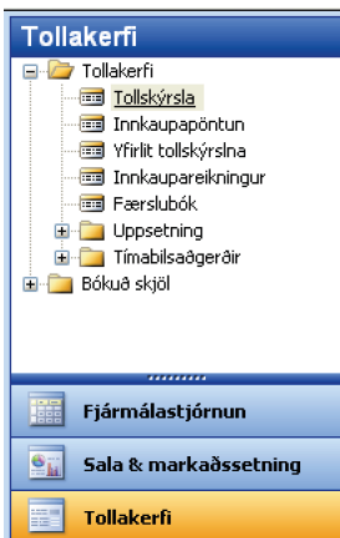 Tollakerfi
Tollakerfi
Tollskýrsla
Innkaupapöntun
Yfirlit tollskýrslna
Innkaupareikningur
Færslubók
Uppsetning
Tímabilsaðgerðir
Bókuð skjöl
Fjármálastjórnun
Sala & markaðssetning
Tollakerfi